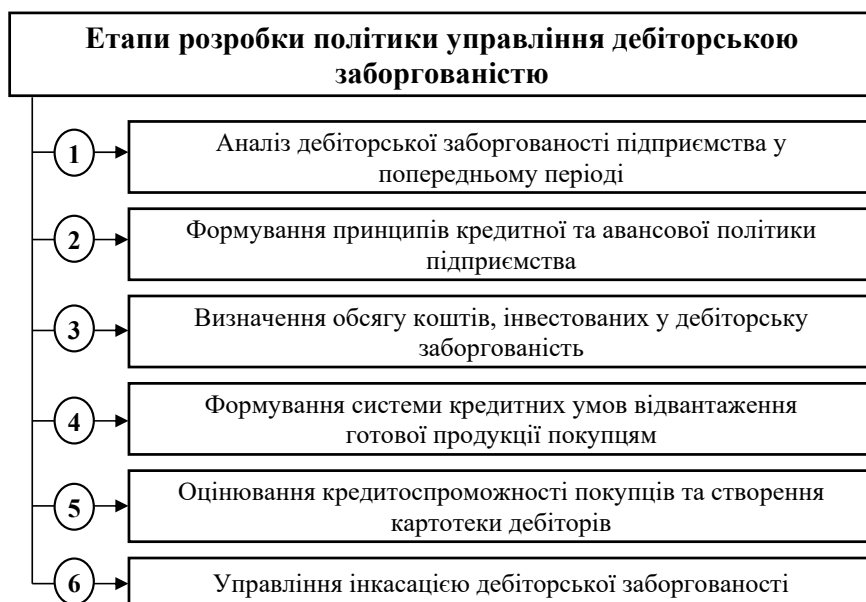 Етапи розробки політики управління дебіторською
заборгованістю
1
Аналіз дебіторської заборгованості підприємства у
попередньому періоді
2
Формування принципів кредитної та авансової політики
підприємства
3
Визначення обсягу коштів, інвестованих у дебіторську
заборгованість
4
Формування системи кредитних умов відвантаження
готової продукції покупцям
5
Оцінювання кредитоспроможності покупців та створення
картотеки дебіторів
6
Управління інкасацією дебіторської заборгованості